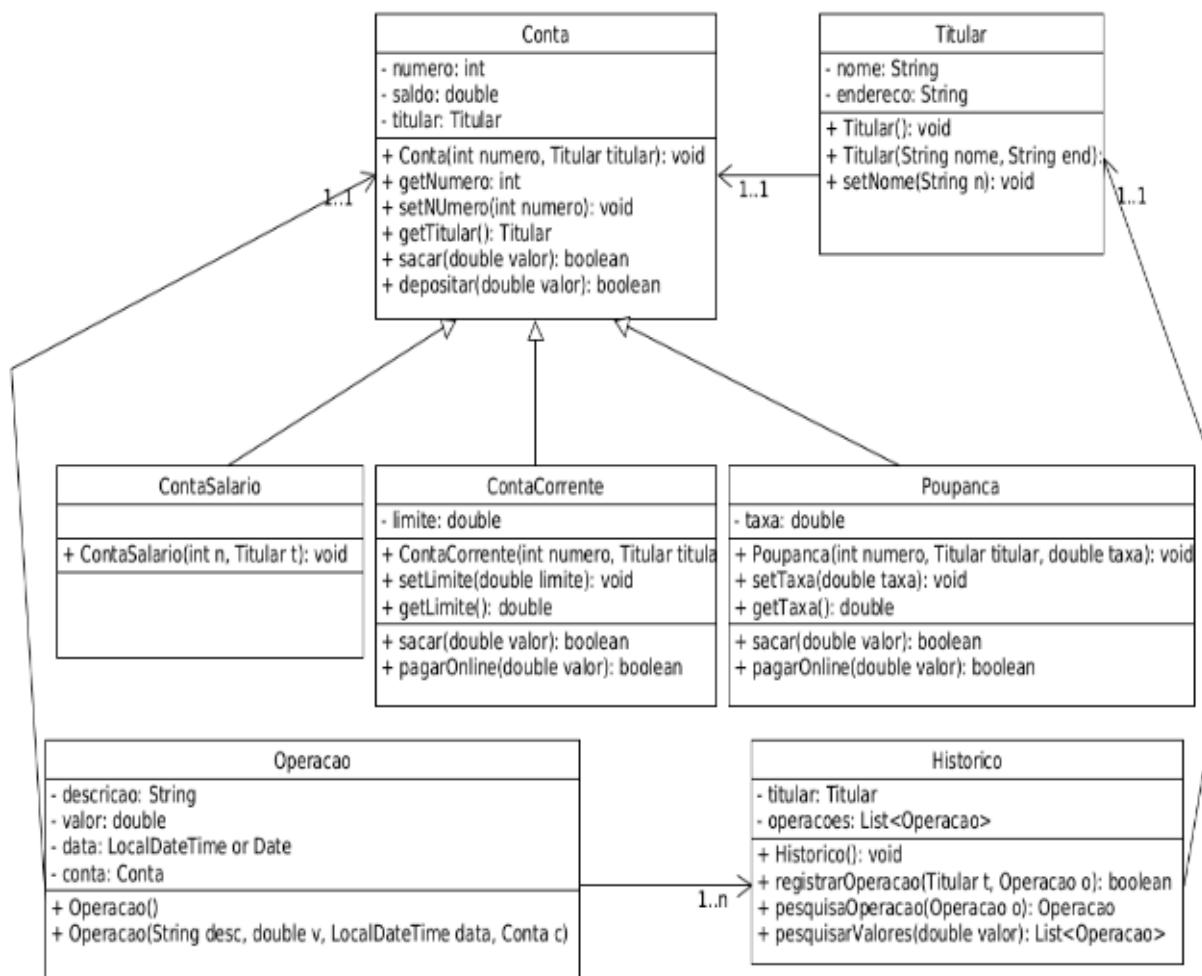 Conta
- numero: int
- saldo: double
- titular: Titular
+ Conta(int numero, Titular titular): void
+ getNumero: int
+ setNUmero(int numero): void
+ getTitular(): Titular
+ sacar(double valor): boolean
+ depositar(double valor): boolean
Titular
- nome: String
- endereco: String
+ Titular(): void
+ Titular(String nome, String end):
+ setNome(String n): void
1..1
1..1
1..1
ContaSalario
+ ContaSalario(int n, Titular t): void
ContaCorrente
- limite: double
+ ContaCorrente(int numero, Titular titula
+ setLimite(double limite): void
+ getLimite(): double
+ sacar(double valor): boolean
+ pagarOnline(double valor): boolean
Poupanca
- taxa: double
+ Poupanca(int numero, Titular titular, double taxa): void
+ setTaxa(double taxa): void
+ getTaxa(): double
+ sacar(double valor): boolean
+ pagarOnline(double valor): boolean
Operacao
- descricao: String
- valor: double
- data: LocalDateTime or Date
- conta: Conta
+ Operacao()
+ Operacao(String desc, double v, LocalDateTime data, Conta c)
1..n
Historico
- titular: Titular
- operacoes: List<Operacao>
+ Historico(): void
+ registrarOperacao(Titular t, Operacao o): boolean
+ pesquisaOperacao(Operacao o): Operacao
+ pesquisarValores(double valor): List<Operacao>